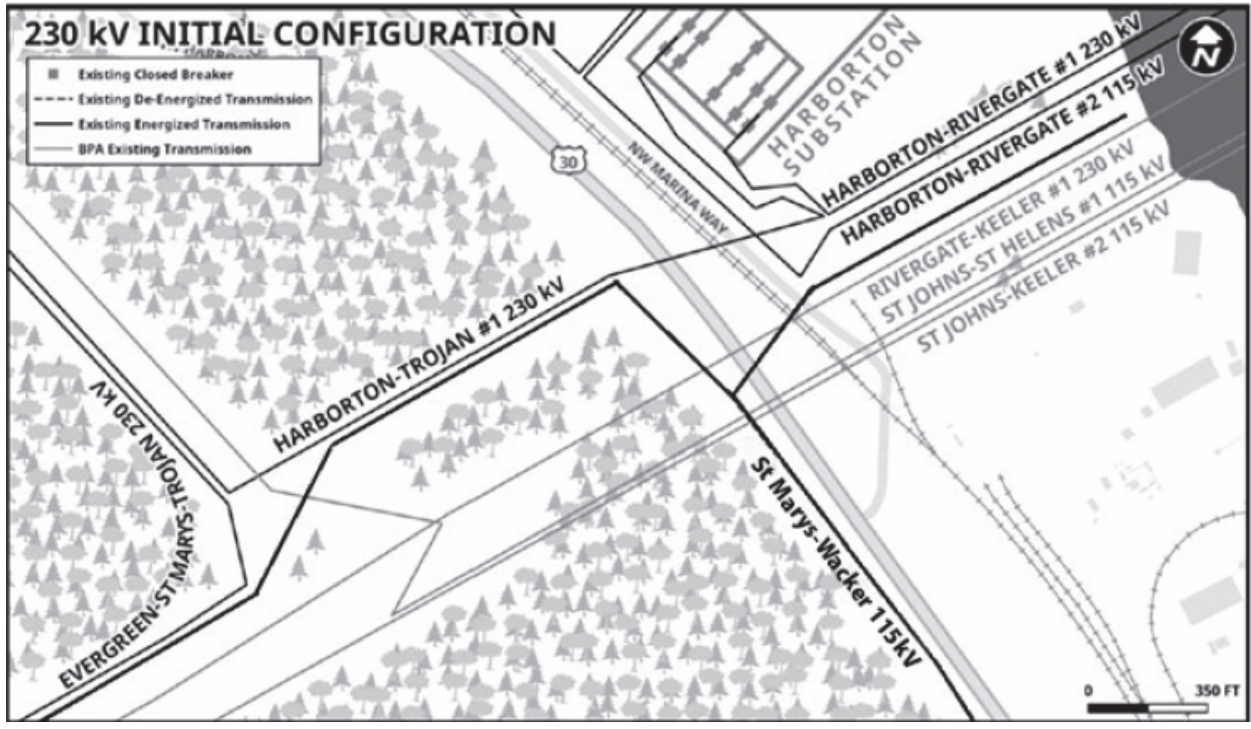 230 kV INITIAL CONFIGURATION
Existing Closed Breaker
Existing De-Energized Transmission
Existing Energized Transmission
BPA Existing Transmission
N
30
NW MARINA WAY
HARBORTON
SUBSTATION
HARBORTON-RIVERGATE #1 230 kV
HARBORTON-RIVERGATE #2 115 kV
RIVERGATE-KEELER #1 230 kV
ST JOHNS-ST HELENS #1 115 kV
ST JOHNS-KEELER #2 115 kV
HARBORTON-TROJAN #1 230 kV
EVERGREEN-ST MARYS-TROJAN 230 kV
St Marys-Wacker 115kV
0 350 FT